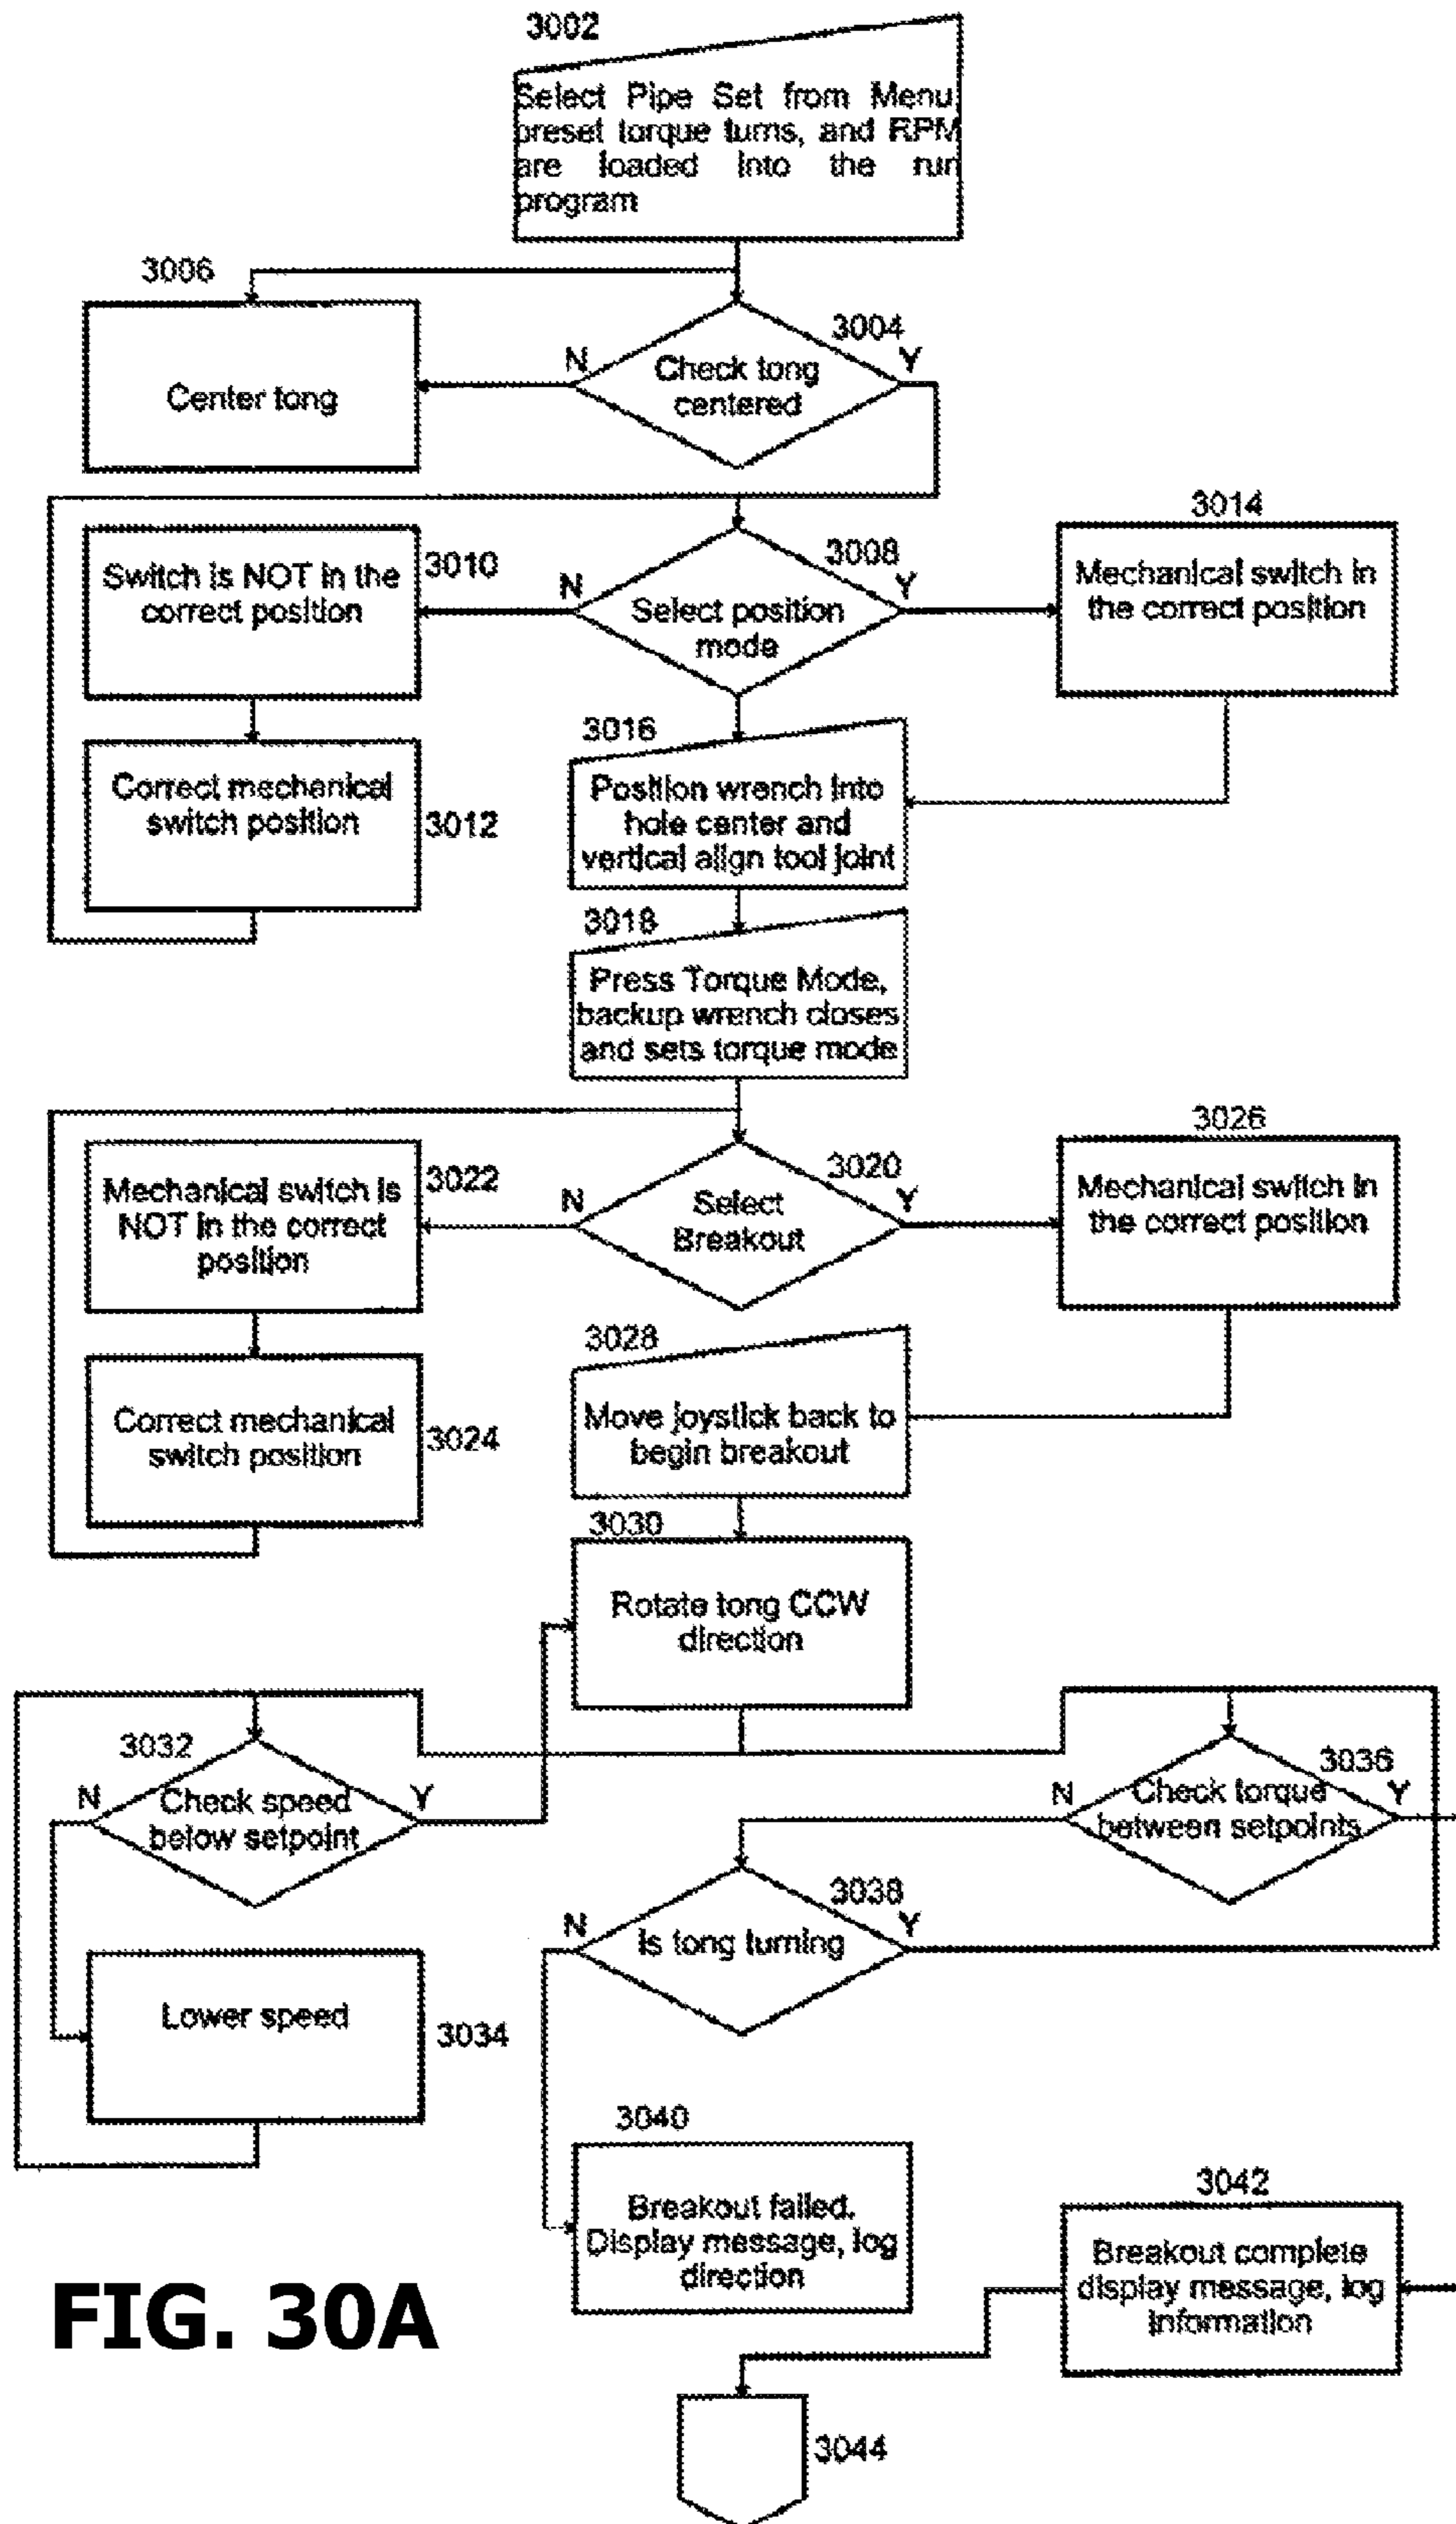 3002
Select Pipe Set from Menu,
preset torque turns, and RPM
are loaded into the run
program
3006
Center tong
3004
N
Y
Check tong
centered
3010
Switch is NOT in the
correct position
3008
N
Y
Select position
mode
3014
Mechanical switch in
the correct position
Correct mechanical
switch position
3012
3016
Position wrench into
hole center and
vertical align tool joint
3018
Press Torque Mode,
backup wrench closes
and sets torque mode
3022
Mechanical switch is
NOT in the correct
position
3020
N
Y
Select
Breakout
3026
Mechanical switch in
the correct position
Correct mechanical
switch position
3024
3028
Move joystick back to
begin breakout
3030
Rotate tong CCW
direction
3032
N
Y
Check speed
below setpoint
3036
N
Y
Check torque
between setpoints
3038
N
Y
Is tong turning
Lower speed
3034
3040
Breakout failed.
Display message, log
direction
3042
Breakout complete
display message, log
information
FIG. 30A
3044